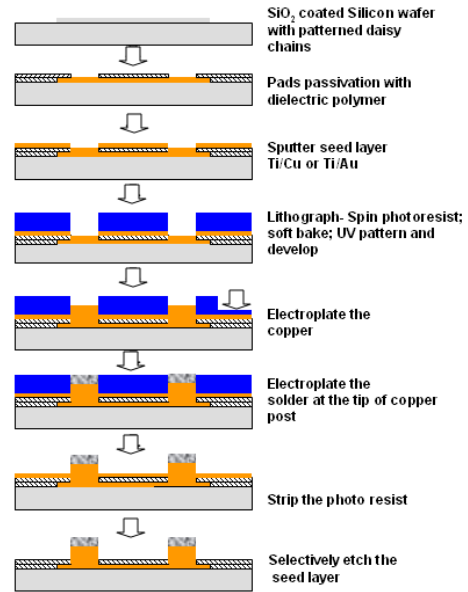 SiO₂ coated Silicon wafer
with patterned daisy
chains
Pads passivation with
dielectric polymer
Sputter seed layer
Ti/Cu or Ti/Au
Lithograph- Spin photoresist;
soft bake; UV pattern and
develop
Electroplate the
copper
Electroplate the
solder at the tip of copper
post
Strip the photo resist
Selectively etch the
seed layer